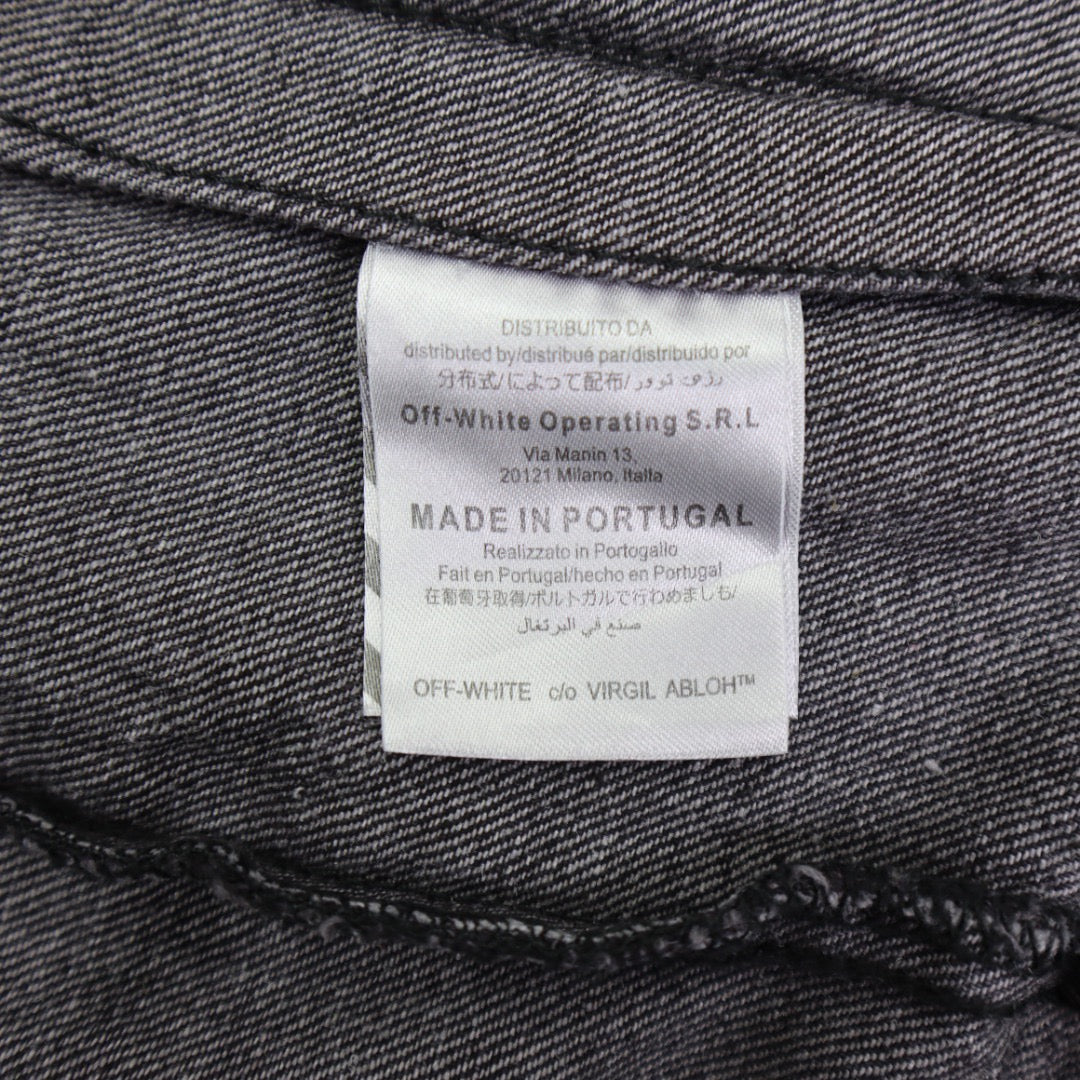 DISTRIBUITO DA
distributed by/distribué par/distribuido por
分布式/によって配布/
Off-White Operating S.R.L
Via Manin 13,
20121 Milano, Italia
MADE IN PORTUGAL
Realizzato in Portogallo
Fait en Portugal/hecho en Portugal
在葡萄牙取得/ポルトガルで行わめましも/
صنع في البرتغال
OFF-WHITE c/o VIRGIL ABLOH™